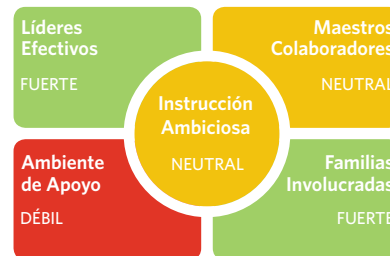 Líderes
Efectivos
FUERTE
Maestros
Colaboradores
NEUTRAL
Instrucción
Ambiciosa
NEUTRAL
Ambiente
de Apoyo
DÉBIL
Familias
Involucradas
FUERTE